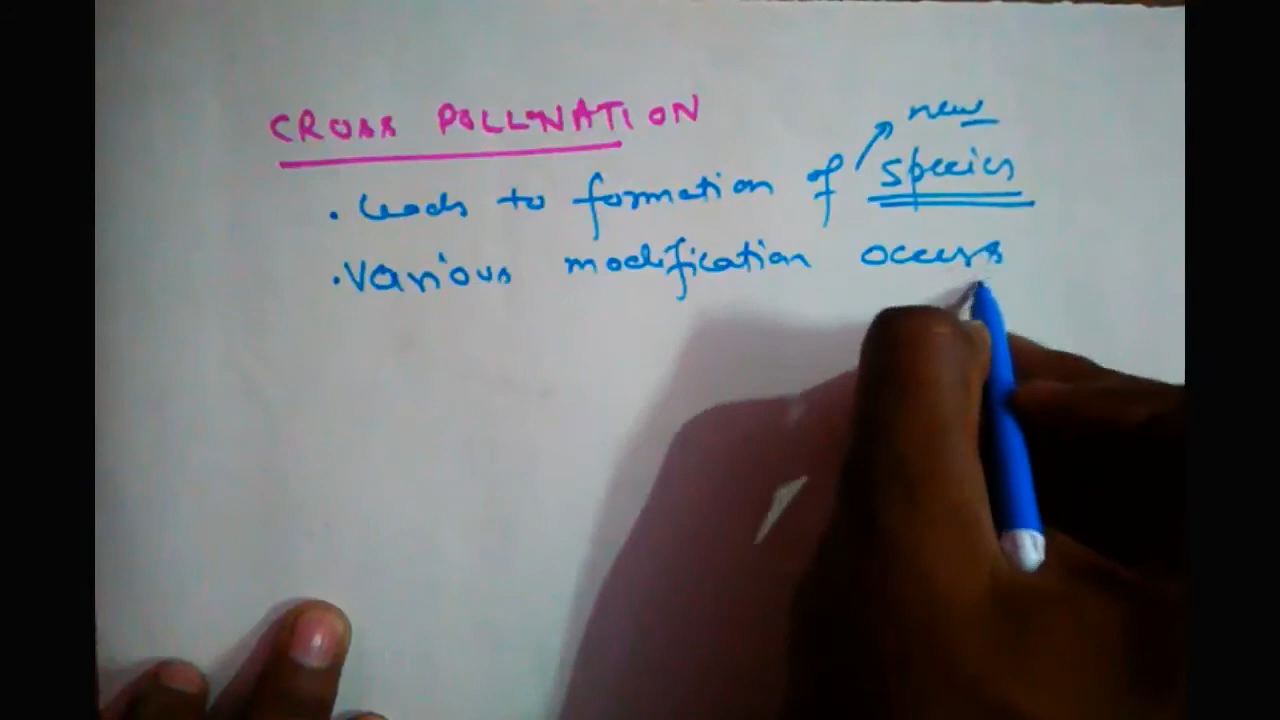 CROSS POLLINATION
new
. leads to formation of species
. Various modification occurs